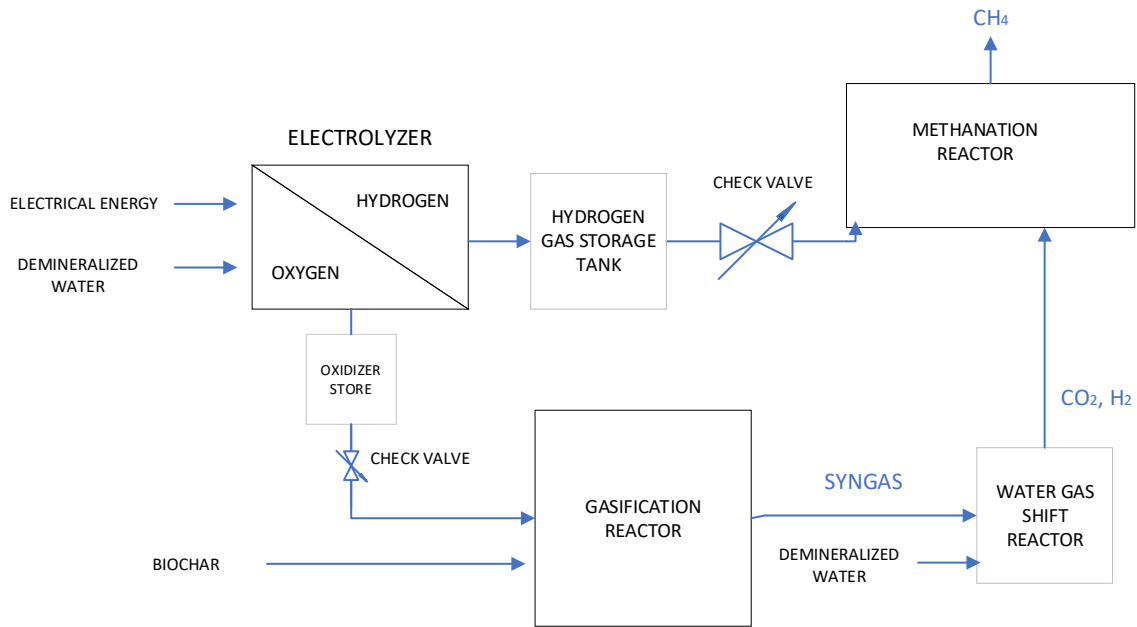 CH4
METHANATION
REACTOR
ELECTROLYZER
CHECK VALVE
HYDROGEN
ELECTRICAL ENERGY
HYDROGEN
GAS STORAGE
TANK
DEMINERALIZED
WATER
OXYGEN
OXIDIZER
STORE
CO2, H2
CHECK VALVE
SYNGAS
WATER GAS
SHIFT
REACTOR
GASIFICATION
REACTOR
DEMINERALIZED
WATER
BIOCHAR